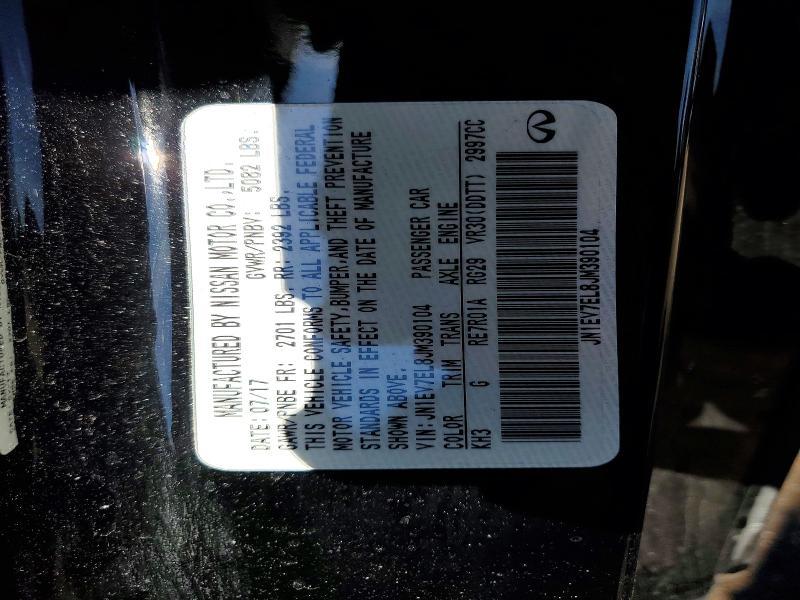 MANUFACTURED BY NISSAN MOTOR CO.,LTD.
DATE: 07/17 GVWR/PNBV: 5082 LBS.
GAWR/PNBE FR: 2701 LBS. RR: 2392 LBS.
THIS VEHICLE CONFORMS TO ALL APPLICABLE FEDERAL
MOTOR VEHICLE SAFETY,BUMPER,AND THEFT PREVENTION
STANDARDS IN EFFECT ON THE DATE OF MANUFACTURE
SHOWN ABOVE.
VIN:JN1EV7EL8JM390104 PASSENGER CAR
COLOR TRIM TRANS AXLE ENGINE
KH3 G RE7R01A RG29 VR30(DDTT) 2997CC
JN1EV7EL8JM390104